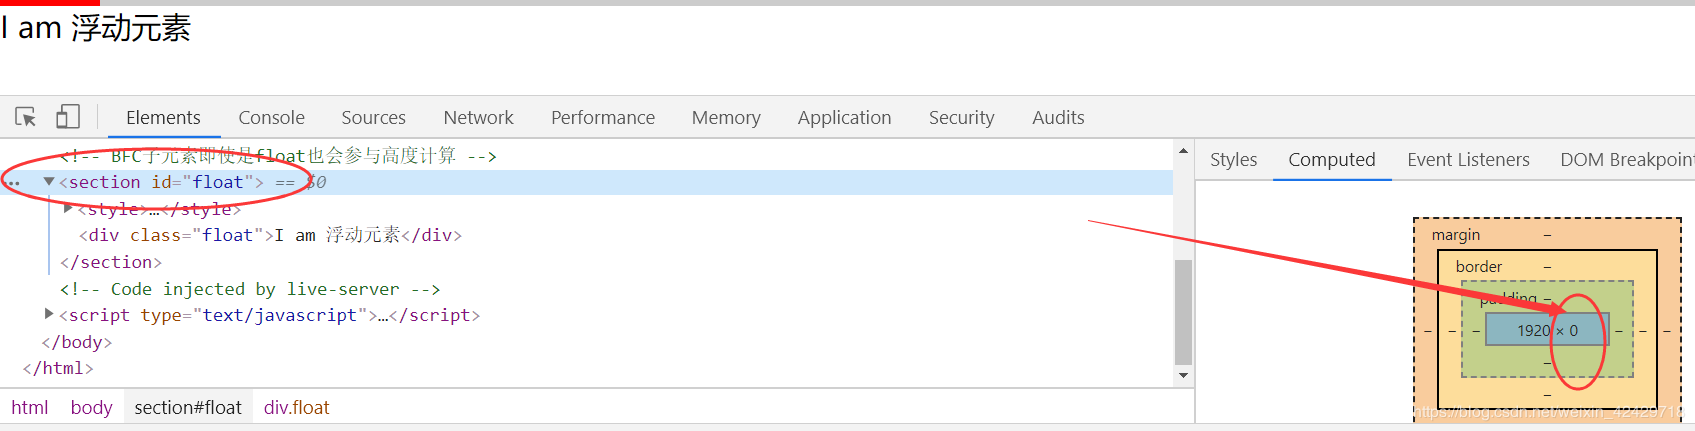 I am 浮动元素
Elements Console Sources Network Performance Memory Application Security Audits
<!-- BFC子元素即使是float也会参与高度计算 -->
Styles Computed Event Listeners DOM Breakpoint
… ▼<section id="float"> == $0
▶<style>…</style>
<div class="float">I am 浮动元素</div>
</section>
<!-- Code injected by live-server -->
▶<script type="text/javascript">…</script>
</body>
</html>
margin –
border –
padding –
– – – 1920 × 0 – – –
–
–
html body section#float div.float
https://blog.csdn.net/weixin_42429718